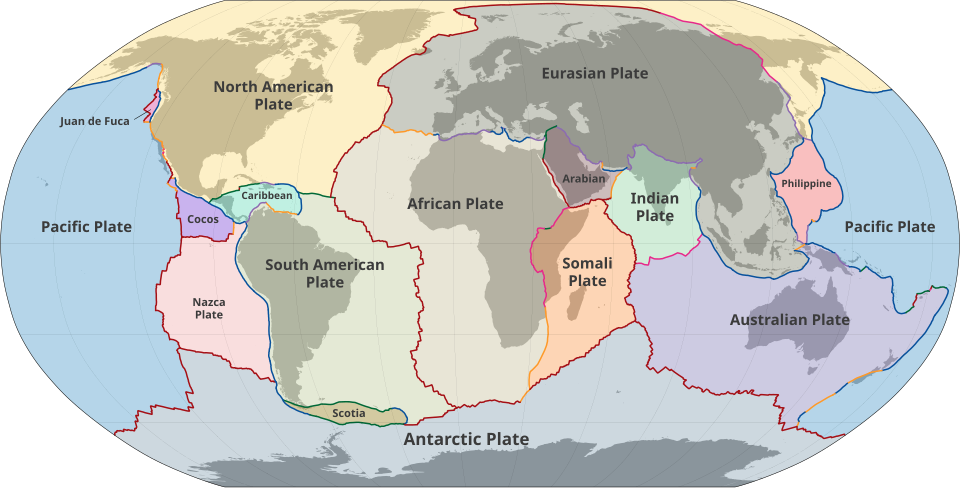 North American
Plate
Eurasian Plate
Juan de Fuca
Caribbean
Arabian
Philippine
African Plate
Indian
Plate
Cocos
Pacific Plate
Pacific Plate
South American
Plate
Somali
Plate
Nazca
Plate
Australian Plate
Scotia
Antarctic Plate